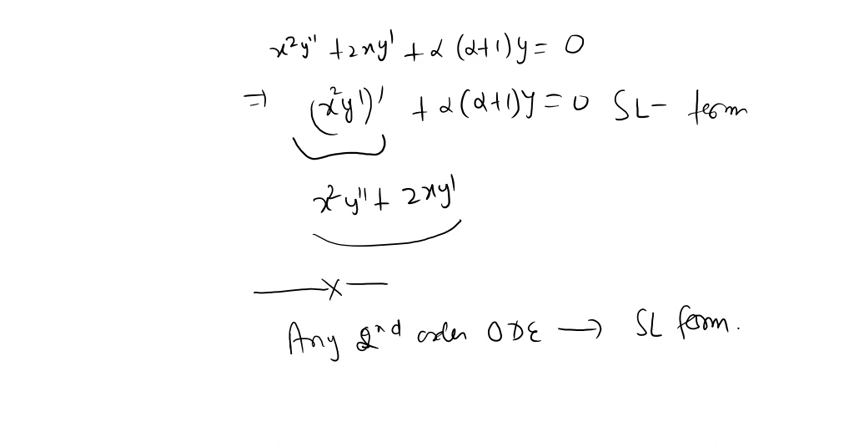 x²y" + 2xy' + α(α+1)y = 0
⇒ (x²y')' + α(α+1)y = 0 SL- form
x²y" + 2xy'
——x—
Any 2nd order ODE → SL form.